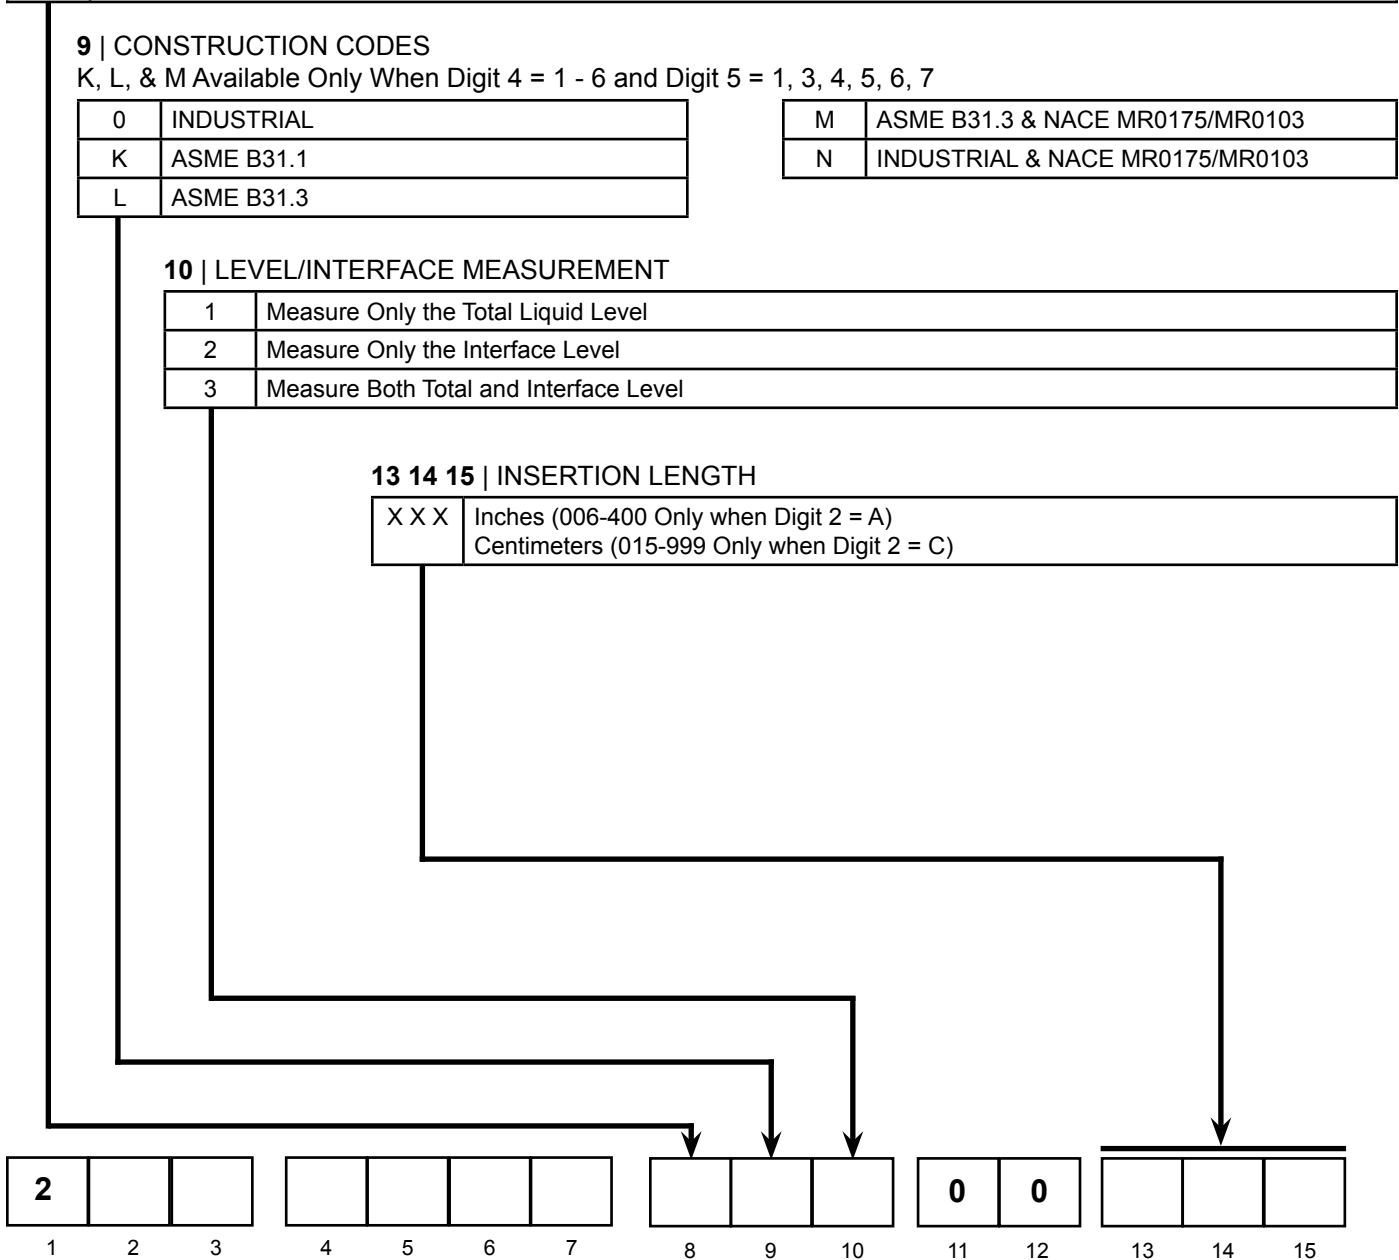 9 | CONSTRUCTION CODES
K, L, & M Available Only When Digit 4 = 1 - 6 and Digit 5 = 1, 3, 4, 5, 6, 7
0 INDUSTRIAL
K ASME B31.1
L ASME B31.3
M ASME B31.3 & NACE MR0175/MR0103
N INDUSTRIAL & NACE MR0175/MR0103
10 | LEVEL/INTERFACE MEASUREMENT
1 Measure Only the Total Liquid Level
2 Measure Only the Interface Level
3 Measure Both Total and Interface Level
13 14 15 | INSERTION LENGTH
X X X Inches (006-400 Only when Digit 2 = A)
Centimeters (015-999 Only when Digit 2 = C)
2 0 0
1 2 3 4 5 6 7 8 9 10 11 12 13 14 15